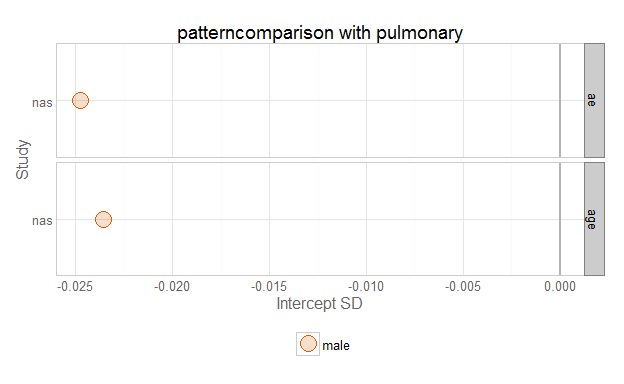 patterncomparison with pulmonary
nas
ae
nas
age
Study
-0.025 -0.020 -0.015 -0.010 -0.005 0.000
Intercept SD
male